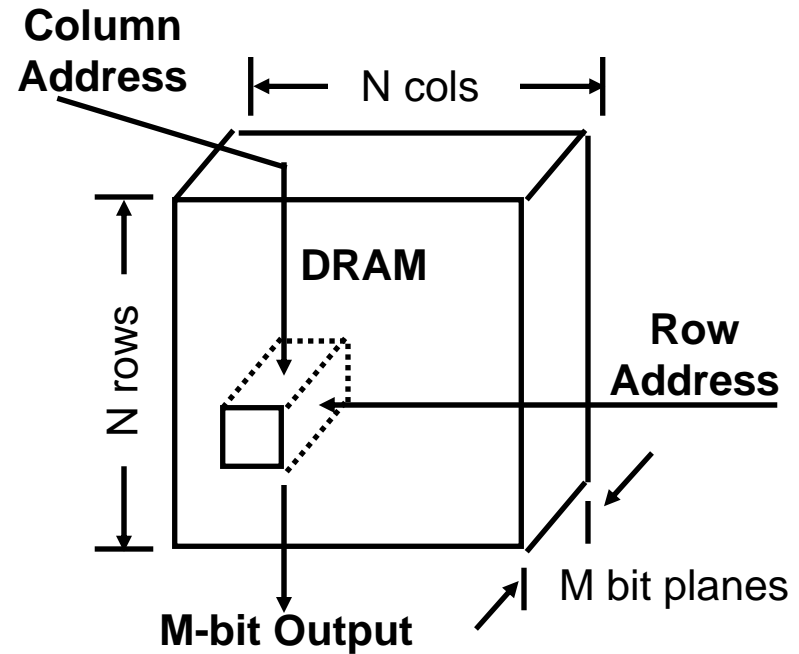 Column
Address
N cols
DRAM
N rows
Row
Address
M bit planes
M-bit Output